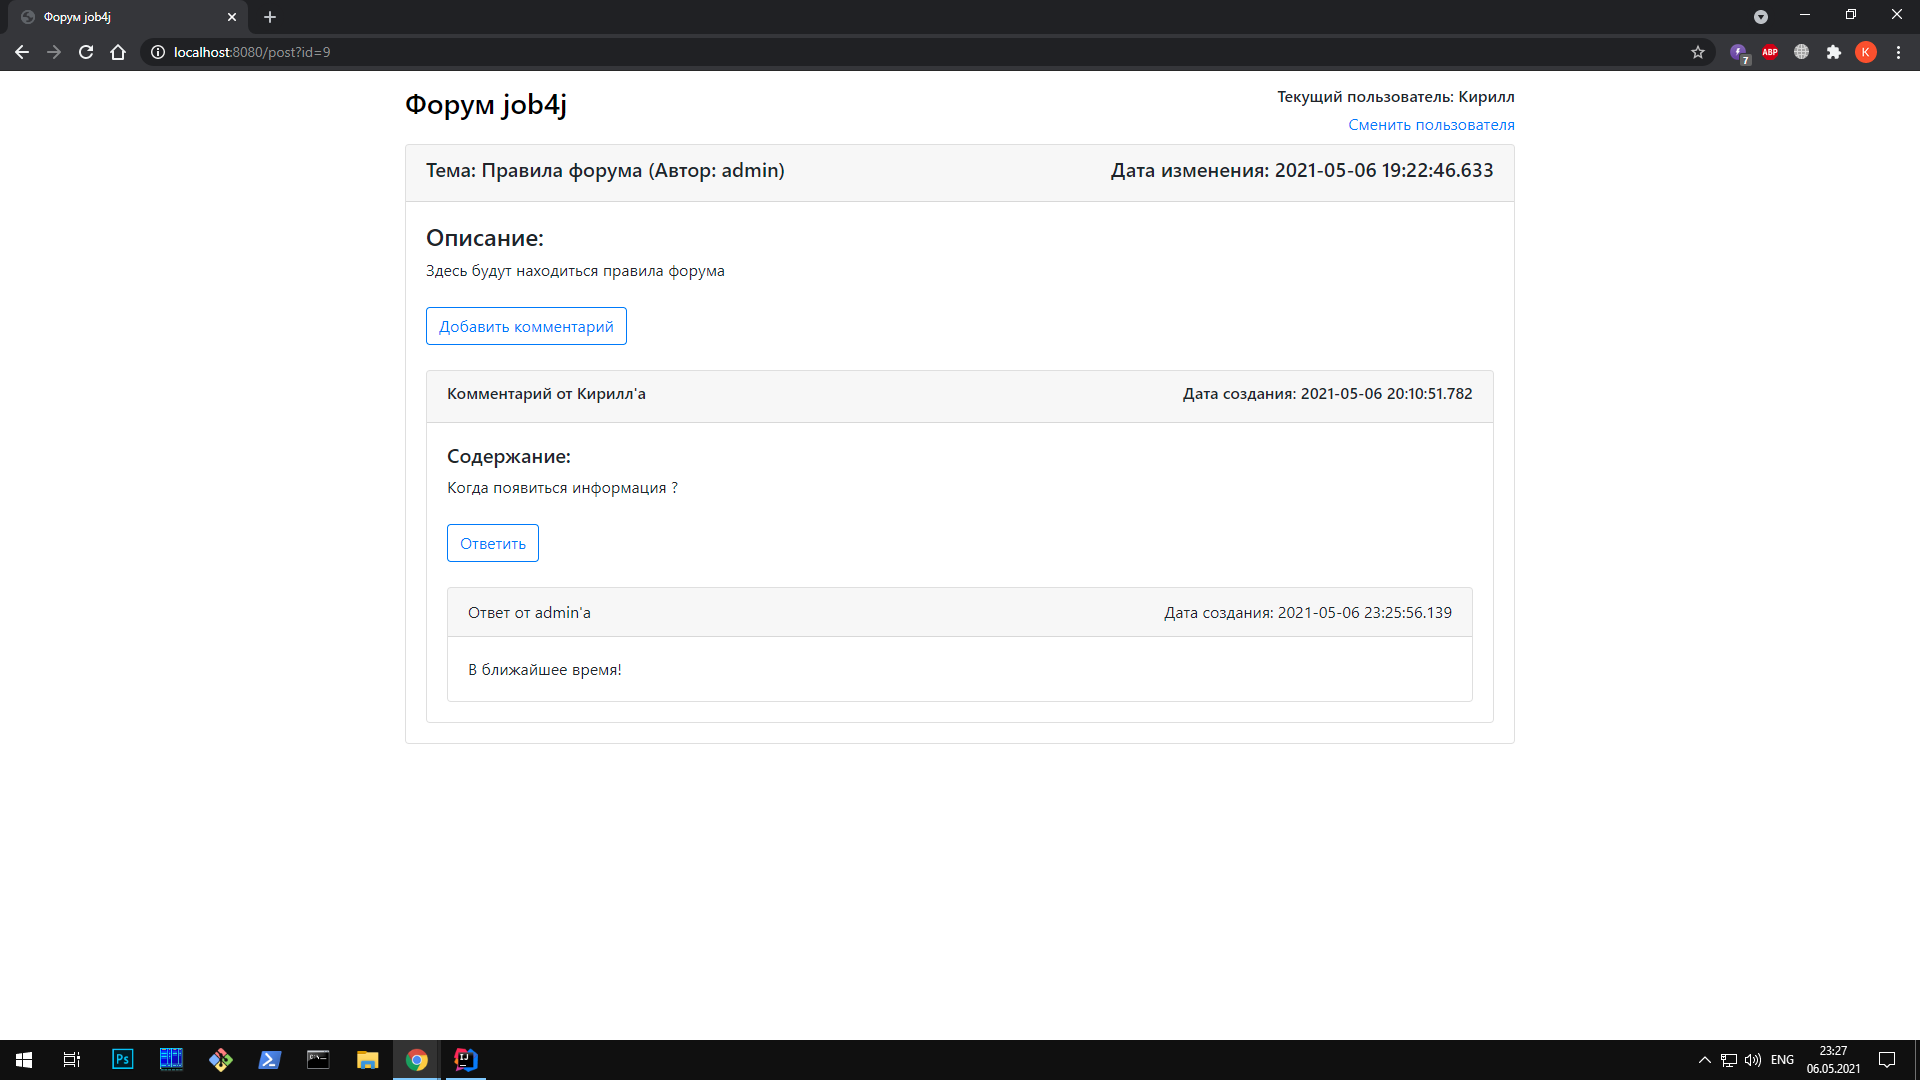 Форум job4j
localhost:8080/post?id=9
7
ABP
K
Форум job4j
Текущий пользователь: Кирилл
Сменить пользователя
Тема: Правила форума (Автор: admin)
Дата изменения: 2021-05-06 19:22:46.633
Описание:
Здесь будут находиться правила форума
Добавить комментарий
Комментарий от Кирилл'а
Дата создания: 2021-05-06 20:10:51.782
Содержание:
Когда появиться информация ?
Ответить
Ответ от admin'а
Дата создания: 2021-05-06 23:25:56.139
В ближайшее время!
Ps
IJ
ENG
23:27
06.05.2021